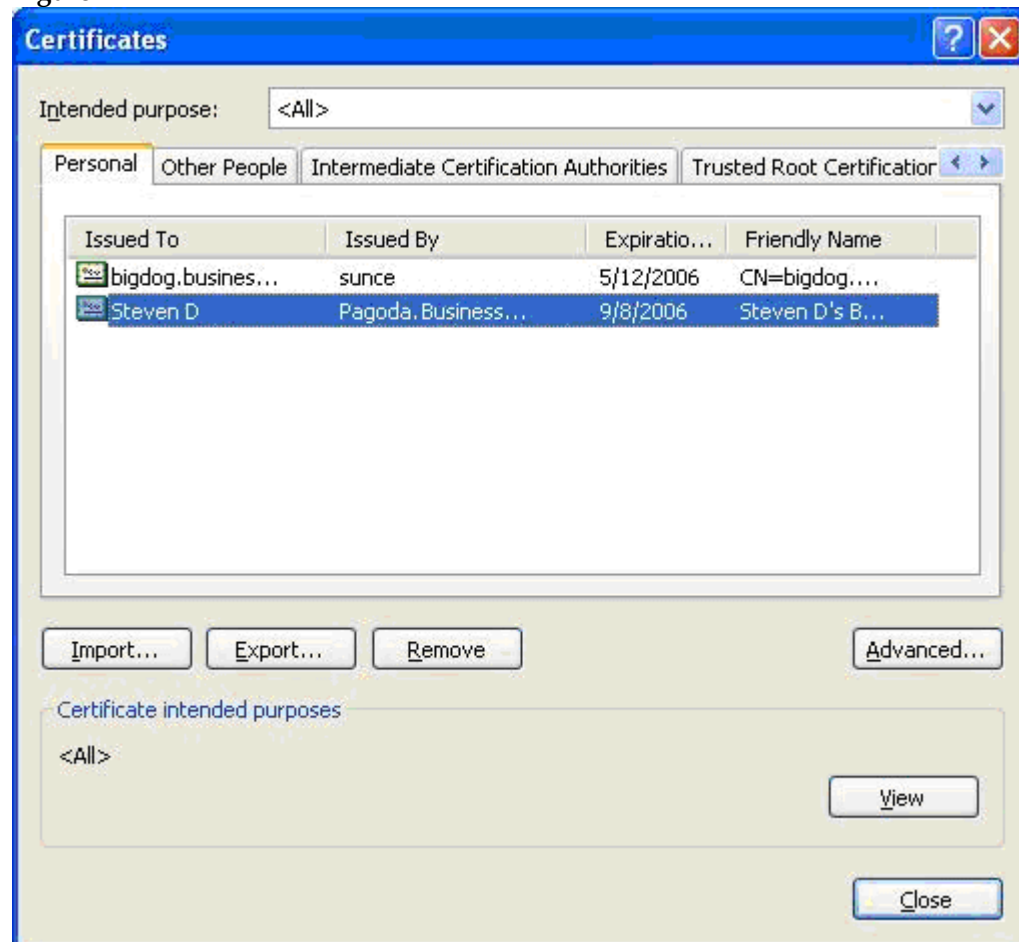 Certificates
Intended purpose: <All>
Personal Other People Intermediate Certification Authorities Trusted Root Certification
Issued To Issued By Expiratio... Friendly Name
bigdog.busines... sunce 5/12/2006 CN=bigdog....
Steven D Pagoda.Business... 9/8/2006 Steven D's B...
Import... Export... Remove Advanced...
Certificate intended purposes
<All>
View
Close